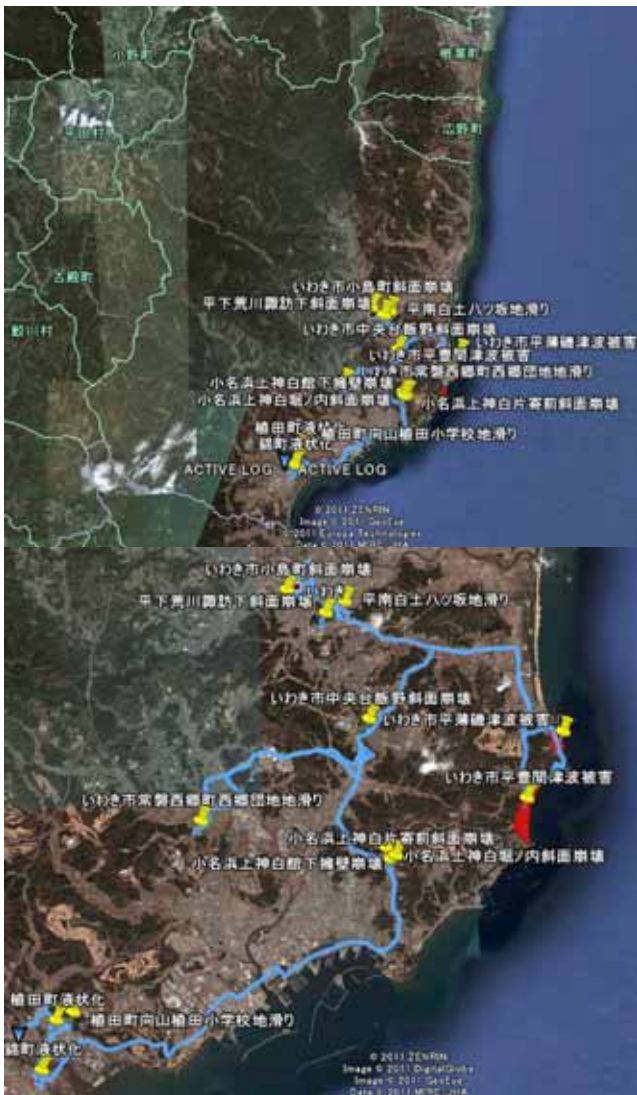 小野町
楢葉町
平田村
広野町
古殿町
鮫川村
いわき市小島町斜面崩壊
平下荒川諏訪下斜面崩壊
平南白土八ツ坂地滑り
いわき市中央台飯野斜面崩壊
いわき市平薄磯津波被害
いわき市平豊間津波被害
いわき市常磐西郷町西郷団地地滑り
小名浜上神白館下擁壁崩壊
小名浜上神白堀ノ内斜面崩壊
小名浜上神白片寄前斜面崩壊
植田町液状化
植田町向山植田小学校地滑り
錦町液状化
ACTIVE LOG
ACTIVE LOG
© 2011 ZENRIN
Image © 2011 GeoEye
© 2011 Europa Technologies
いわき市小島町斜面崩壊
いわき
平下荒川諏訪下斜面崩壊
平南白土八ツ坂地滑り
いわき市中央台飯野斜面崩壊
いわき市平薄磯津波被害
いわき市平豊間津波被害
いわき市常磐西郷町西郷団地地滑り
小名浜上神白片寄前斜面崩壊
小名浜上神白館下擁壁崩壊
小名浜上神白堀ノ内斜面崩壊
植田町液状化
植田町向山植田小学校地滑り
錦町液状化
© 2011 ZENRIN
Image © 2011 DigitalGlobe
Image © 2011 GeoEye